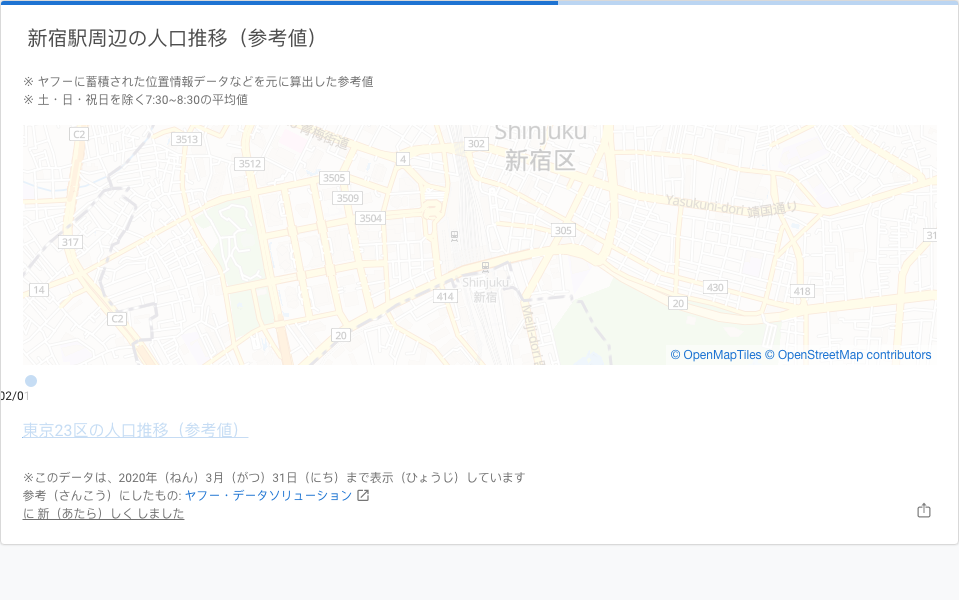 新宿駅周辺の人口推移（参考値）
※ ヤフーに蓄積された位置情報データなどを元に算出した参考値
※ 土・日・祝日を除く7:30~8:30の平均値
C2
3513
青梅街道
302
Shinjuku
新宿区
4
3512
3505
3509
3504
Yasukuni-dori 靖国通り
305
31
317
14
414
Shinjuku
新宿
430
418
20
C2
20
Meiji-dori
© OpenMapTiles © OpenStreetMap contributors
02/01
東京23区の人口推移（参考値）
※このデータは、2020年（ねん）3月（がつ）31日（にち）まで表示（ひょうじ）しています
参考（さんこう）にしたもの: ヤフー・データソリューション
に 新（あたら）しく しました